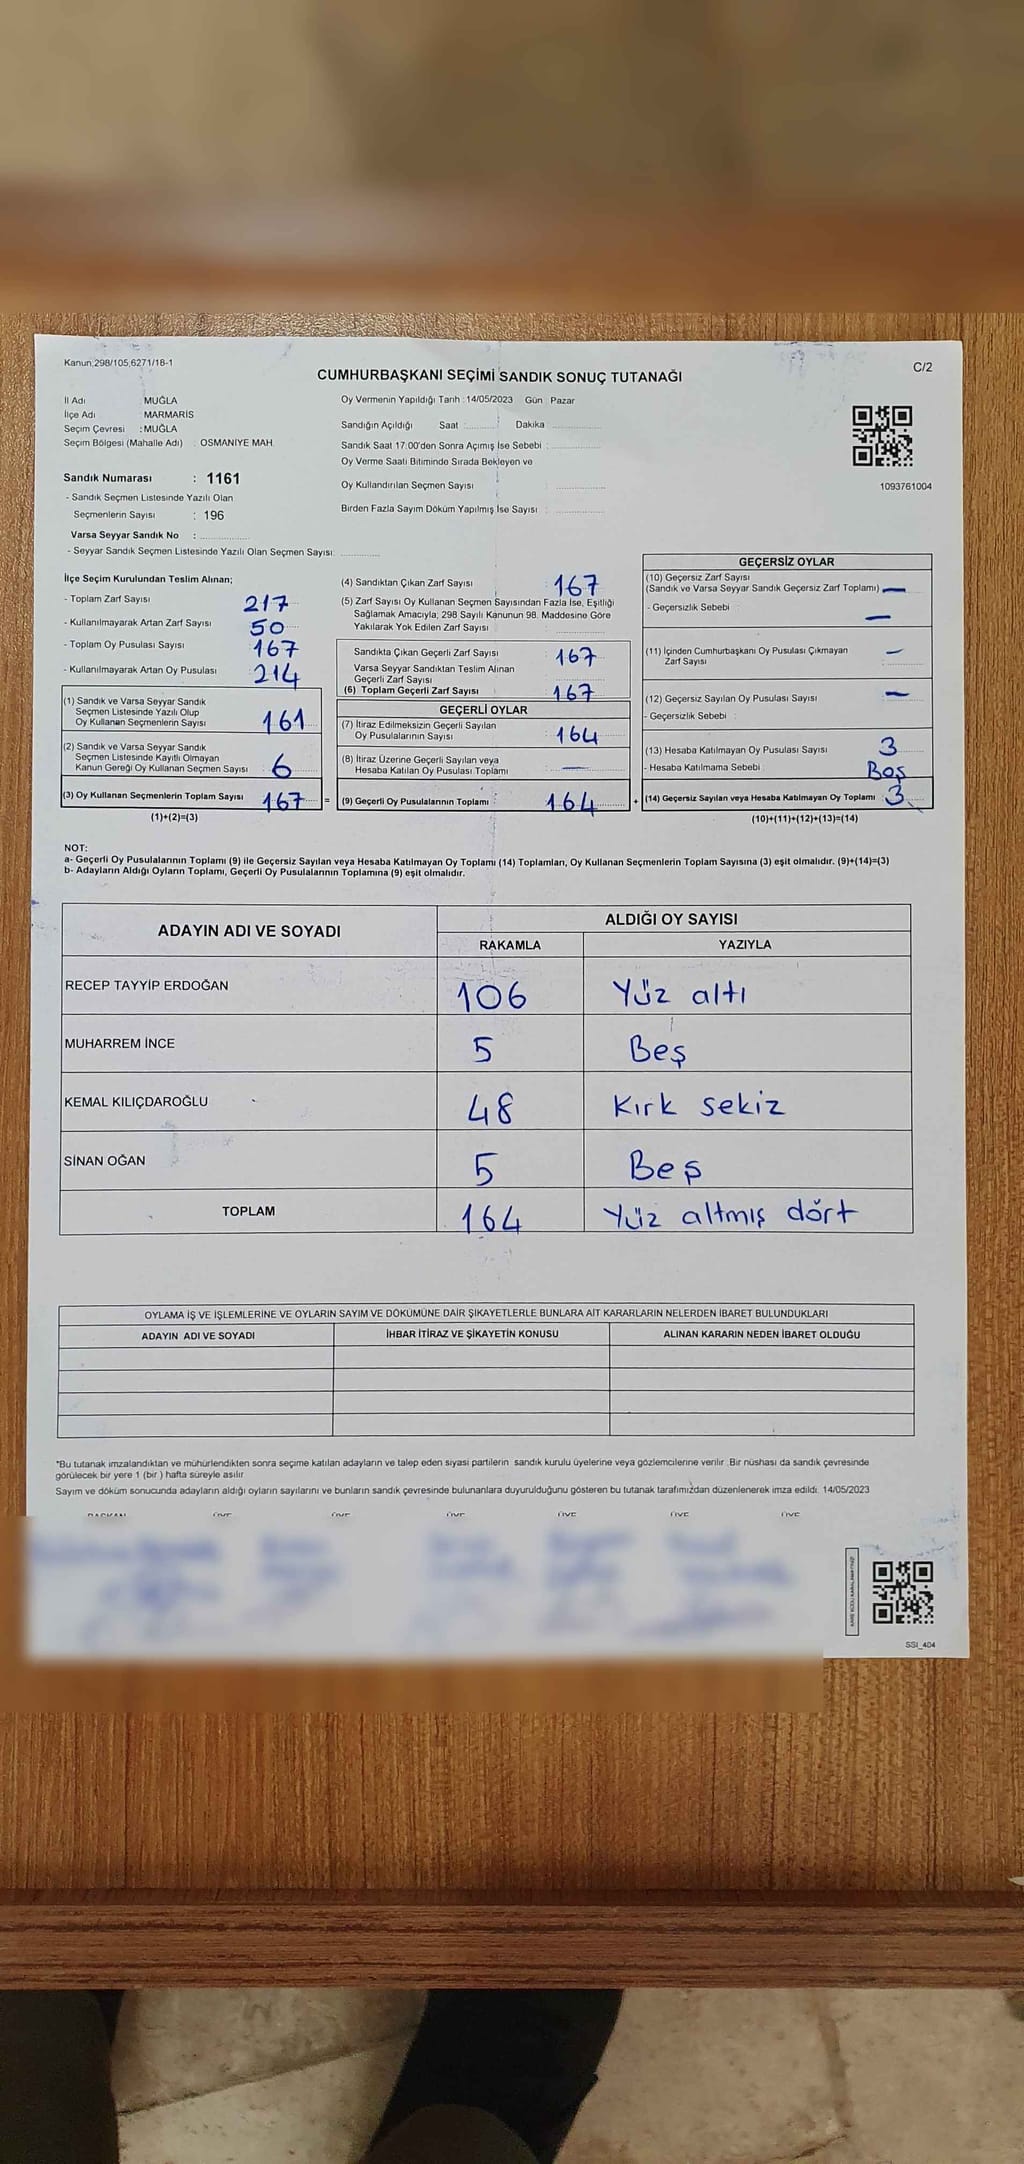 Kanun,298/105,6271/18-1
C/2
CUMHURBAŞKANI SEÇİMİ SANDIK SONUÇ TUTANAĞI
İl Adı MUĞLA
İlçe Adı MARMARİS
Seçim Çevresi :MUĞLA
Seçim Bölgesi (Mahalle Adı) : OSMANİYE MAH.
Oy Vermenin Yapıldığı Tarih :14/05/2023 Gün : Pazar
Sandığın Açıldığı Saat : Dakika
Sandık Saat 17:00'den Sonra Açımış İse Sebebi :
Oy Verme Saati Bitiminde Sırada Bekleyen ve
Oy Kullandırılan Seçmen Sayısı
Birden Fazla Sayım Döküm Yapılmış İse Sayısı
1093761004
Sandık Numarası : 1161
- Sandık Seçmen Listesinde Yazılı Olan
Seçmenlerin Sayısı : 196
Varsa Seyyar Sandık No :
- Seyyar Sandık Seçmen Listesinde Yazılı Olan Seçmen Sayısı:
İlçe Seçim Kurulundan Teslim Alınan;
- Toplam Zarf Sayısı 217
- Kullanılmayarak Artan Zarf Sayısı 50
- Toplam Oy Pusulası Sayısı 167
- Kullanılmayarak Artan Oy Pusulası 214
(1) Sandık ve Varsa Seyyar Sandık
Seçmen Listesinde Yazılı Olup
Oy Kullanan Seçmenlerin Sayısı 161
(2) Sandık ve Varsa Seyyar Sandık
Seçmen Listesinde Kayıtlı Olmayan
Kanun Gereği Oy Kullanan Seçmen Sayısı 6
(3) Oy Kullanan Seçmenlerin Toplam Sayısı 167 =
(1)+(2)=(3)
(4) Sandıktan Çıkan Zarf Sayısı 167
(5) Zarf Sayısı Oy Kullanan Seçmen Sayısından Fazla İse, Eşitliği
Sağlamak Amacıyla, 298 Sayılı Kanunun 98. Maddesine Göre
Yakılarak Yok Edilen Zarf Sayısı
Sandıkta Çıkan Geçerli Zarf Sayısı 167
Varsa Seyyar Sandıktan Teslim Alınan
Geçerli Zarf Sayısı
(6) Toplam Geçerli Zarf Sayısı 167
GEÇERLİ OYLAR
(7) İtiraz Edilmeksizin Geçerli Sayılan
Oy Pusulalarının Sayısı 164
(8) İtiraz Üzerine Geçerli Sayılan veya
Hesaba Katılan Oy Pusulası Toplamı —
(9) Geçerli Oy Pusulalarının Toplamı : 164 +
GEÇERSİZ OYLAR
(10) Geçersiz Zarf Sayısı
(Sandık ve Varsa Seyyar Sandık Geçersiz Zarf Toplamı) —
- Geçersizlik Sebebi —
(11) İçinden Cumhurbaşkanı Oy Pusulası Çıkmayan
Zarf Sayısı —
(12) Geçersiz Sayılan Oy Pusulası Sayısı —
- Geçersizlik Sebebi :
(13) Hesaba Katılmayan Oy Pusulası Sayısı 3
- Hesaba Katılmama Sebebi Boş
(14) Geçersiz Sayılan veya Hesaba Katılmayan Oy Toplamı : 3
(10)+(11)+(12)+(13)=(14)
NOT:
a- Geçerli Oy Pusulalarının Toplamı (9) ile Geçersiz Sayılan veya Hesaba Katılmayan Oy Toplamı (14) Toplamları, Oy Kullanan Seçmenlerin Toplam Sayısına (3) eşit olmalıdır. (9)+(14)=(3)
b- Adayların Aldığı Oyların Toplamı, Geçerli Oy Pusulalarının Toplamına (9) eşit olmalıdır.
ADAYIN ADI VE SOYADI
ALDIĞI OY SAYISI
RAKAMLA YAZIYLA
RECEP TAYYİP ERDOĞAN 106 Yüz altı
MUHARREM İNCE 5 Beş
KEMAL KILIÇDAROĞLU 48 Kırk sekiz
SİNAN OĞAN 5 Beş
TOPLAM 164 Yüz altmış dört
OYLAMA İŞ VE İŞLEMLERİNE VE OYLARIN SAYIM VE DÖKÜMÜNE DAİR ŞİKAYETLERLE BUNLARA AİT KARARLARIN NELERDEN İBARET BULUNDUKLARI
ADAYIN ADI VE SOYADI İHBAR İTİRAZ VE ŞİKAYETİN KONUSU ALINAN KARARIN NEDEN İBARET OLDUĞU
*Bu tutanak imzalandıktan ve mühürlendikten sonra seçime katılan adayların ve talep eden siyasi partilerin sandık kurulu üyelerine veya gözlemcilerine verilir .Bir nüshası da sandık çevresinde
görülecek bir yere 1 (bir ) hafta süreyle asılır
Sayım ve döküm sonucunda adayların aldığı oyların sayılarını ve bunların sandık çevresinde bulunanlara duyurulduğunu gösteren bu tutanak tarafımızdan düzenlenerek imza edildi. 14/05/2023
SSI_404